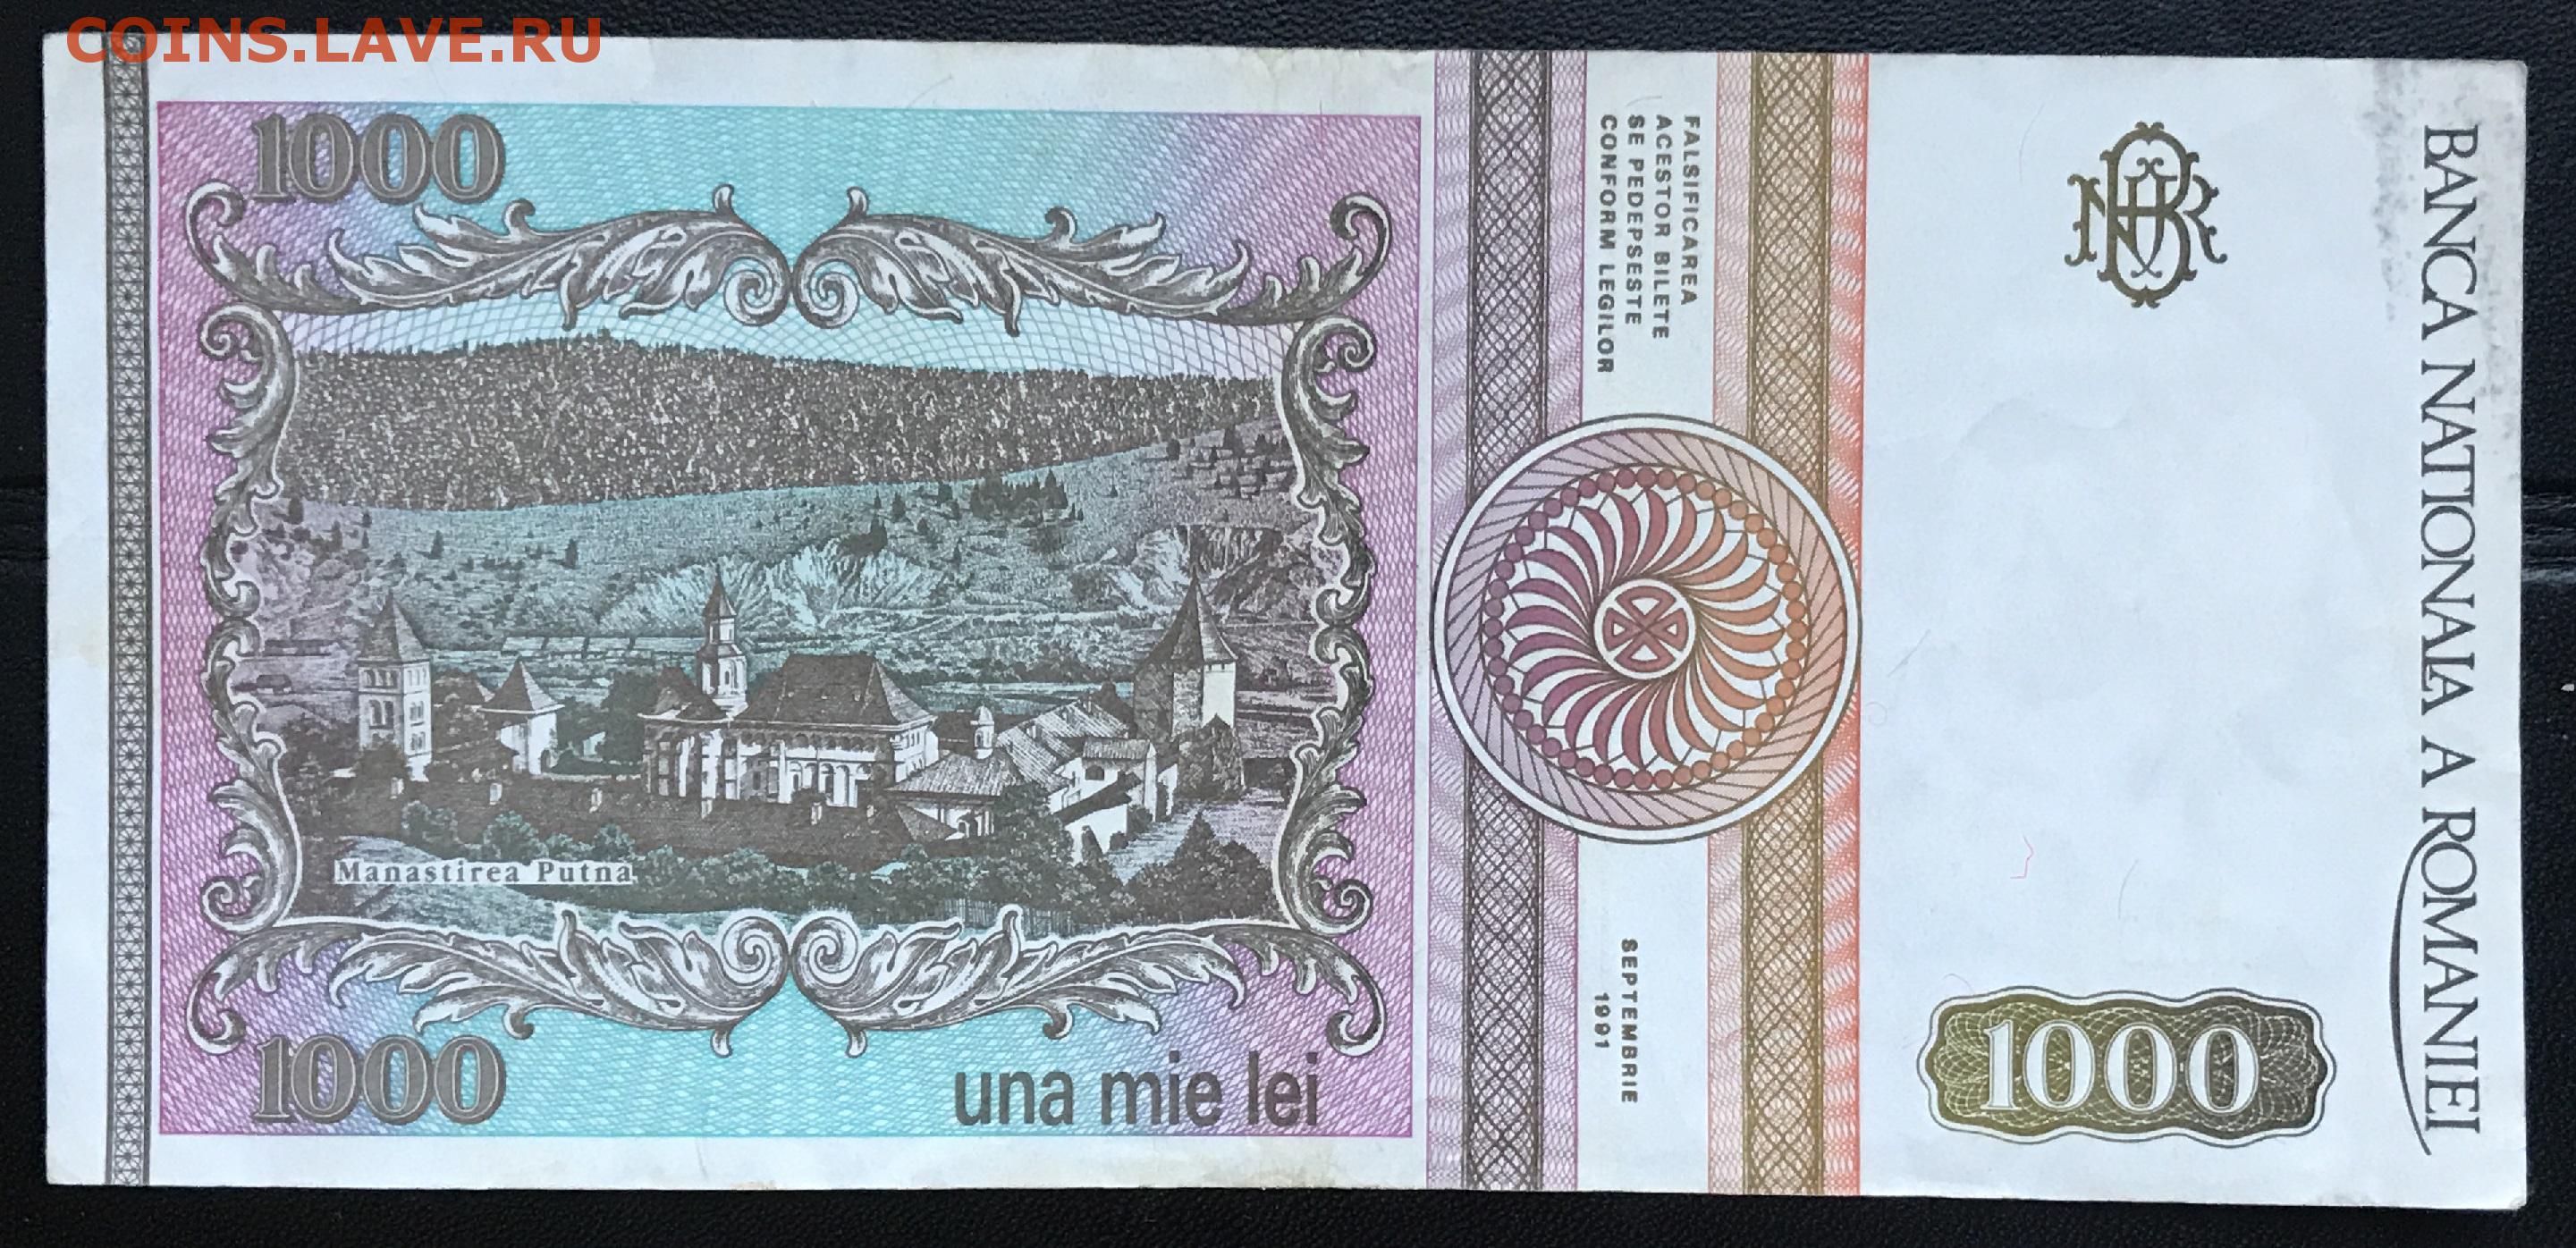 COINS.LAVE.RU
1000
FALSIFICAREA
ACESTOR BILETE
SE PEDEPSESTE
CONFORM LEGILOR
BNR
BANCA NATIONALA A ROMANIEI
Manastirea Putna
SEPTEMBRIE
1991
1000
una mie lei
1000